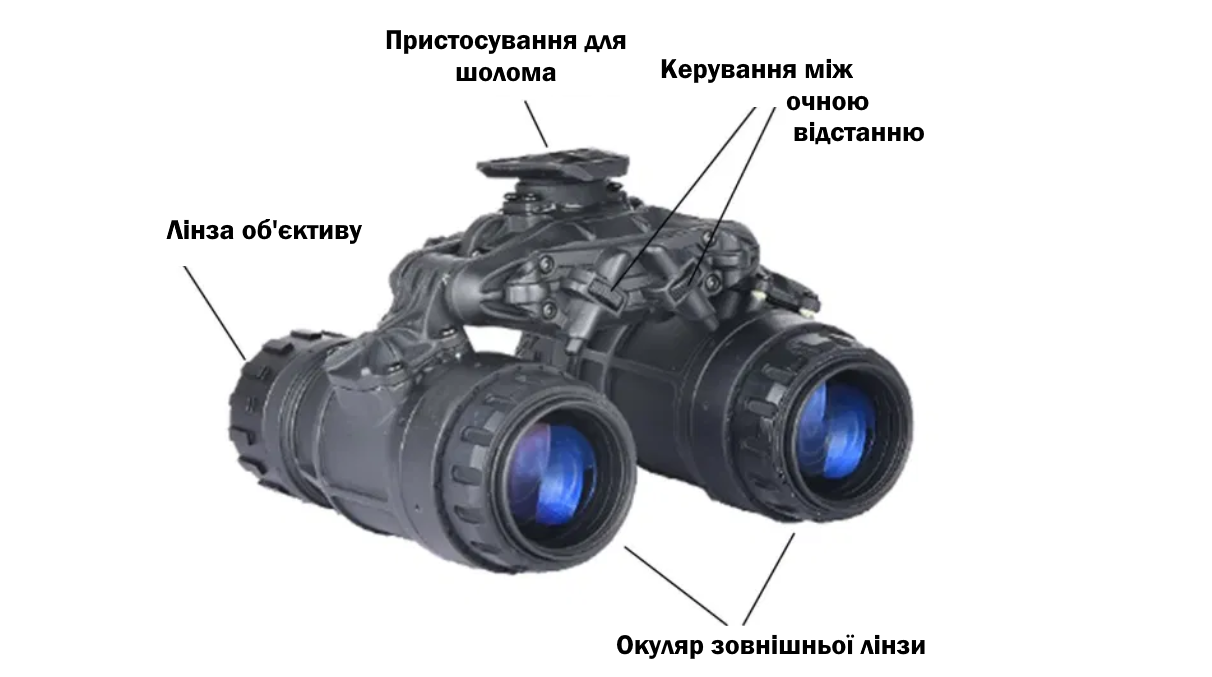 Пристосування для
шолома
Керування між
очною
відстанню
Лінза об'єктиву
Окуляр зовнішньої лінзи